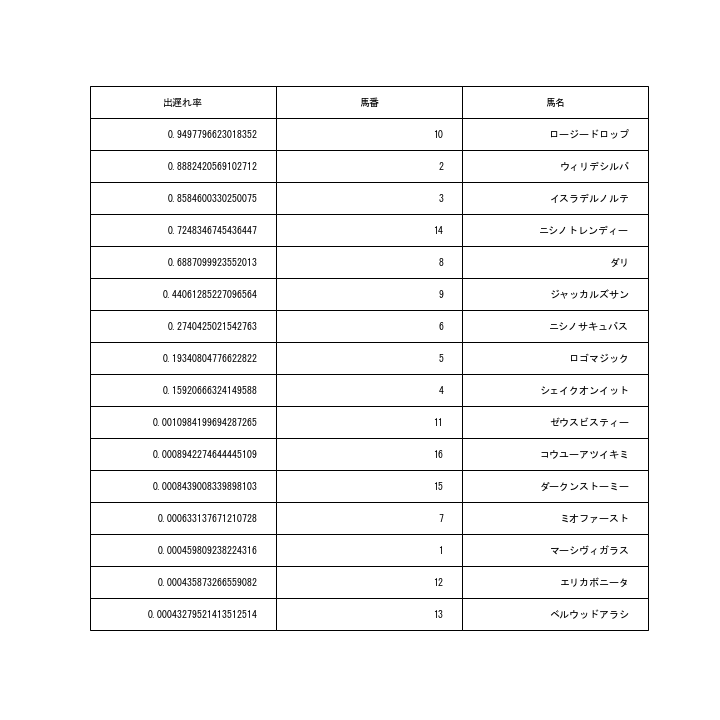 出遅れ率 馬番 馬名
0.9497796623018352 10 ロージードロップ
0.8882420569102712 2 ウィリデシルバ
0.8584600330250075 3 イスラデルノルテ
0.7248346745436447 14 ニシノトレンディー
0.6887099923552013 8 ダリ
0.44061285227096564 9 ジャッカルズサン
0.2740425021542763 6 ニシノサキュバス
0.19340804776622822 5 ロゴマジック
0.15920666324149588 4 シェイクオンイット
0.0010984199694287265 11 ゼウスビスティー
0.0008942274644445109 16 コウユーアツイキミ
0.0008439008339898103 15 ダークンストーミー
0.000633137671210728 7 ミオファースト
0.000459809238224316 1 マーシヴィガラス
0.000435873266559082 12 エリカボニータ
0.00043279521413512514 13 ベルウッドアラシ